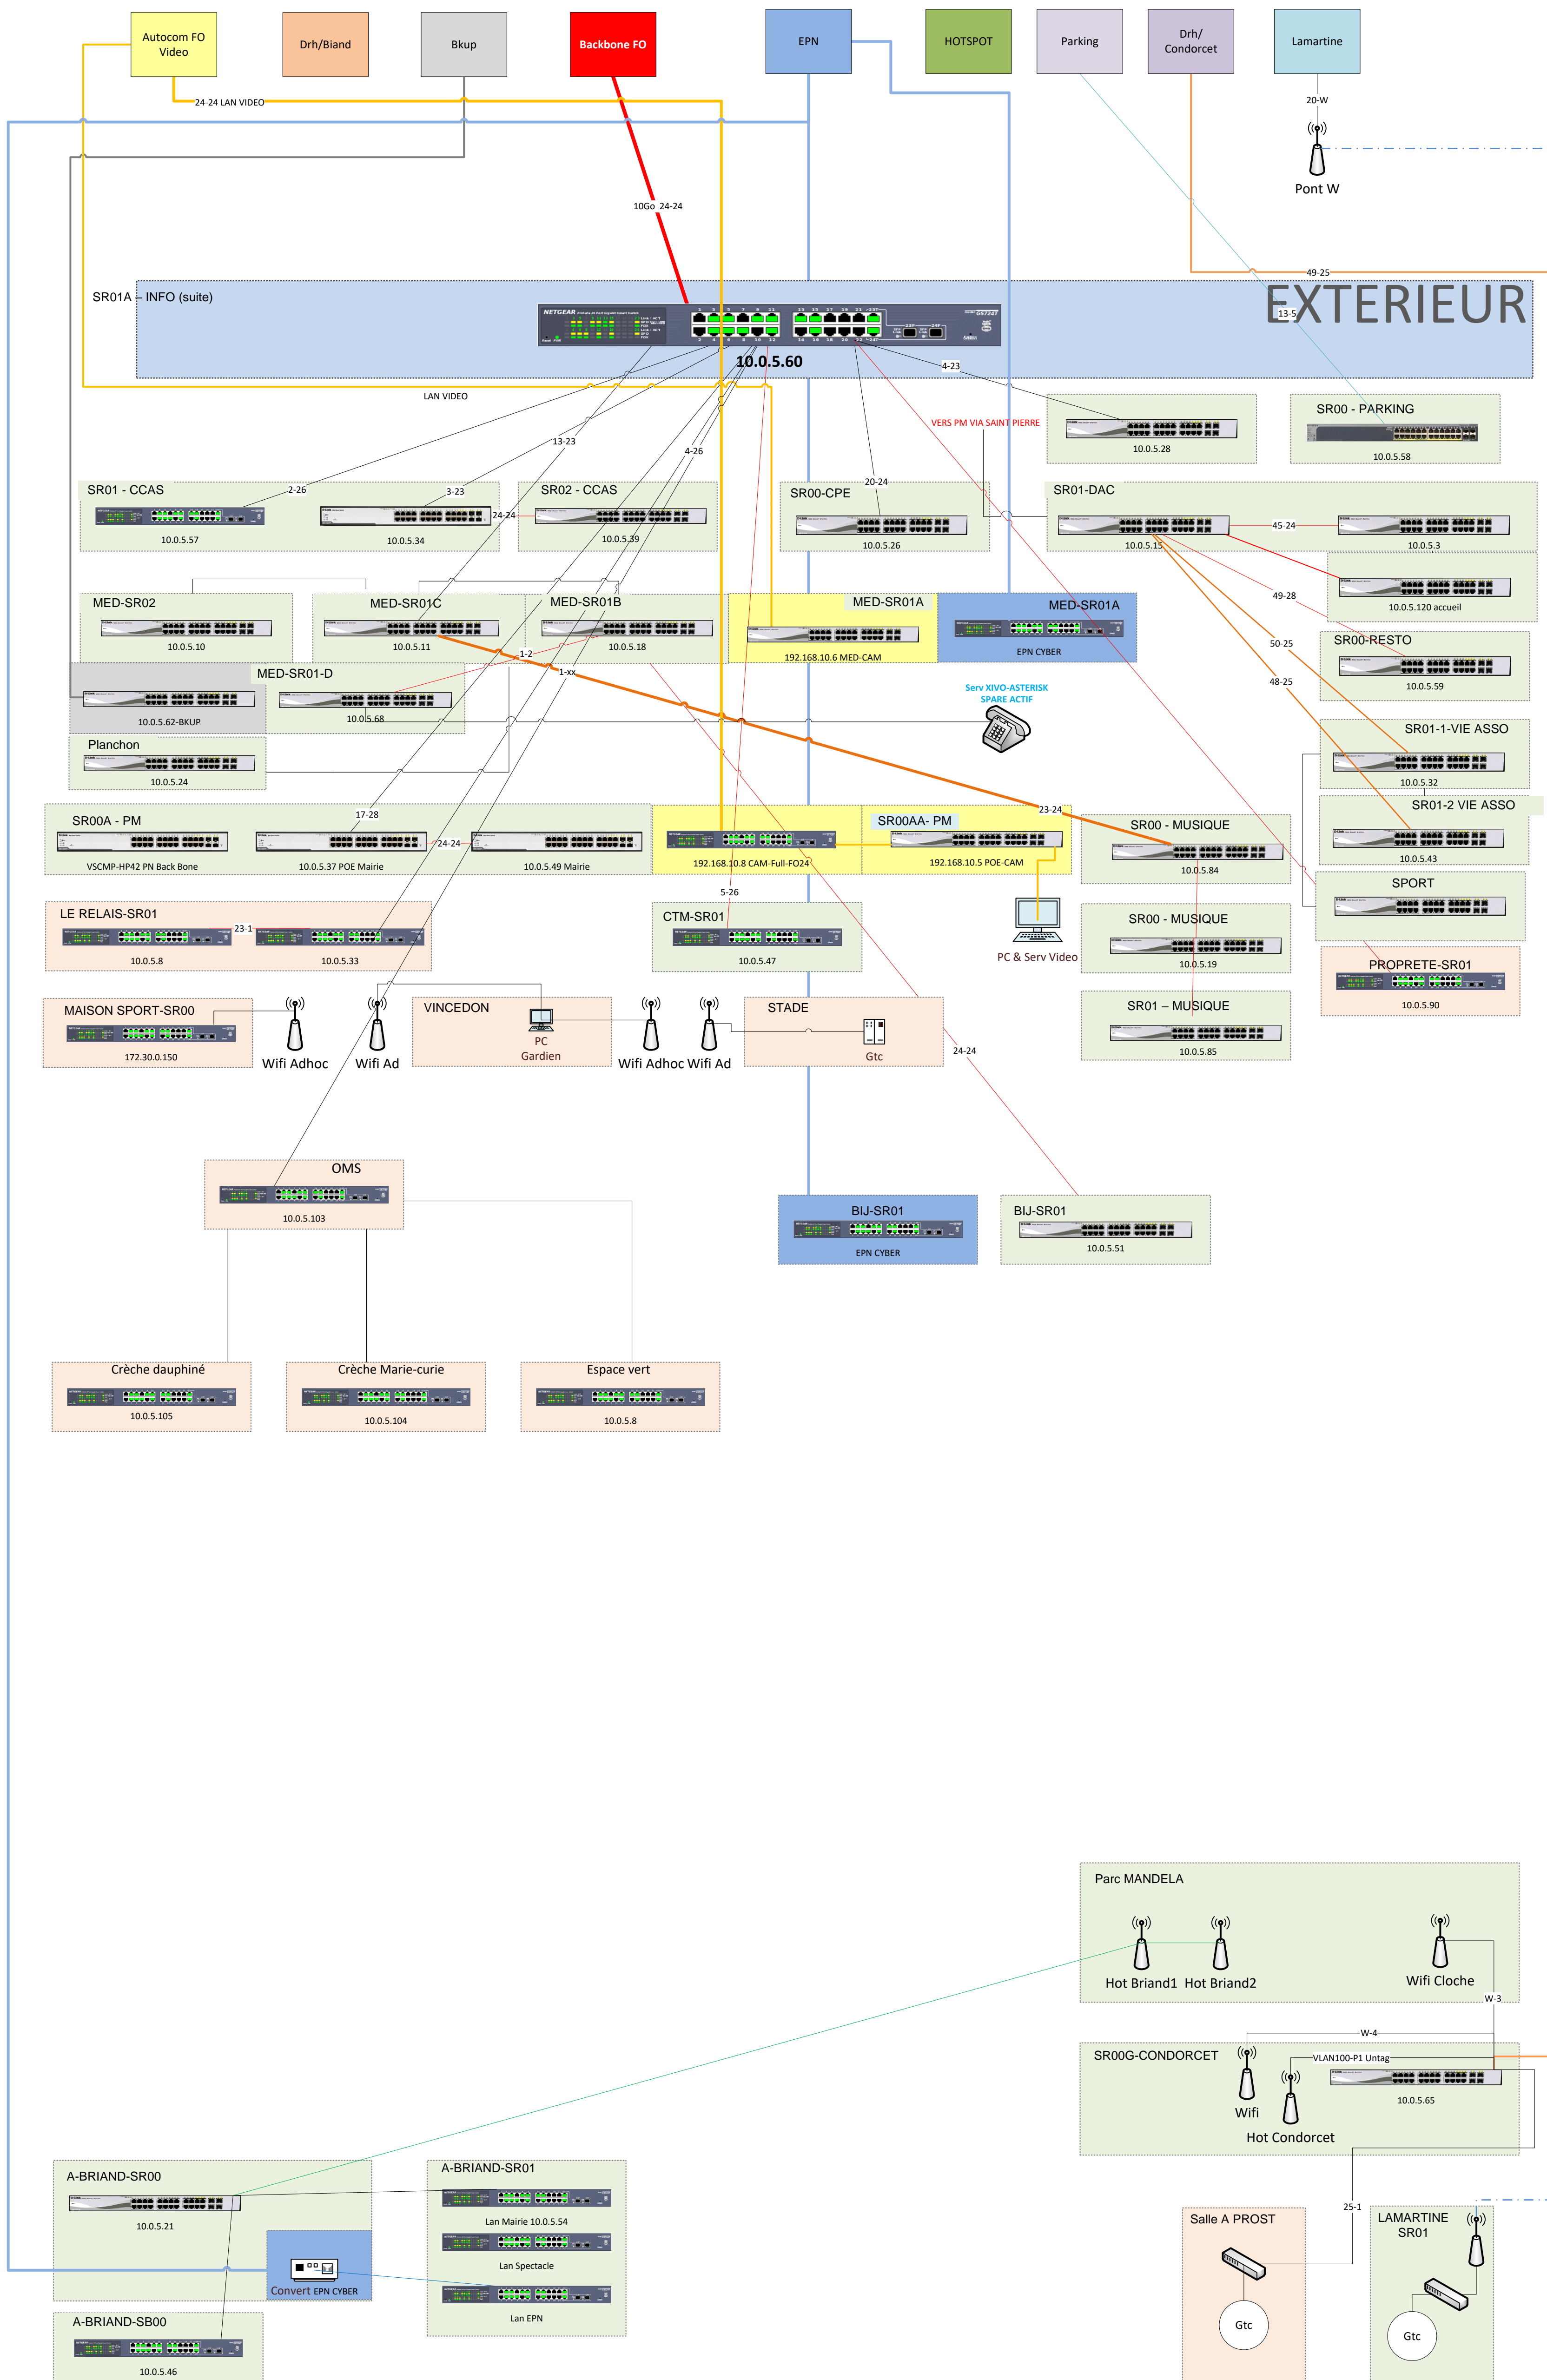 Autocom FO
Video
Drh/Biand
Bkup
Backbone FO
EPN
HOTSPOT
Parking
Drh/
Condorcet
Lamartine
24-24 LAN VIDEO
20-W
Pont W
10Go 24-24
49-25
SR01A – INFO (suite)
EXTERIEUR
13-5
NETGEAR
GS724T
10.0.5.60
4-23
LAN VIDEO
VERS PM VIA SAINT PIERRE
13-23
4-26
10.0.5.28
SR00 - PARKING
10.0.5.58
SR01 - CCAS
2-26
3-23
10.0.5.57
10.0.5.34
24-24
SR02 - CCAS
10.0.5.39
20-24
SR00-CPE
10.0.5.26
SR01-DAC
10.0.5.15
45-24
10.0.5.3
10.0.5.120 accueil
49-28
MED-SR02
10.0.5.10
MED-SR01C
10.0.5.11
MED-SR01B
10.0.5.18
MED-SR01A
192.168.10.6 MED-CAM
MED-SR01A
EPN CYBER
SR00-RESTO
10.0.5.59
50-25
48-25
1-2
1-xx
MED-SR01-D
10.0.5.62-BKUP
10.0.5.68
Serv XIVO-ASTERISK
SPARE ACTIF
Planchon
10.0.5.24
SR01-1-VIE ASSO
10.0.5.32
SR01-2 VIE ASSO
10.0.5.43
SR00A - PM
17-28
VSCMP-HP42 PN Back Bone
10.0.5.37 POE Mairie
24-24
10.0.5.49 Mairie
192.168.10.8 CAM-Full-FO24
SR00AA- PM
192.168.10.5 POE-CAM
23-24
SR00 - MUSIQUE
10.0.5.84
SPORT
5-26
LE RELAIS-SR01
10.0.5.8
23-1
10.0.5.33
CTM-SR01
10.0.5.47
PC & Serv Video
SR00 - MUSIQUE
10.0.5.19
PROPRETE-SR01
10.0.5.90
MAISON SPORT-SR00
172.30.0.150
Wifi Adhoc
Wifi Ad
VINCEDON
PC
Gardien
Wifi Adhoc
Wifi Ad
STADE
Gtc
24-24
SR01 – MUSIQUE
10.0.5.85
OMS
10.0.5.103
BIJ-SR01
EPN CYBER
BIJ-SR01
10.0.5.51
Crèche dauphiné
10.0.5.105
Crèche Marie-curie
10.0.5.104
Espace vert
10.0.5.8
Parc MANDELA
Hot Briand1
Hot Briand2
Wifi Cloche
W-3
W-4
SR00G-CONDORCET
VLAN100-P1 Untag
Wifi
Hot Condorcet
10.0.5.65
A-BRIAND-SR00
10.0.5.21
Convert EPN CYBER
A-BRIAND-SR01
Lan Mairie 10.0.5.54
Lan Spectacle
Lan EPN
25-1
Salle A PROST
Gtc
LAMARTINE
SR01
Gtc
A-BRIAND-SB00
10.0.5.46